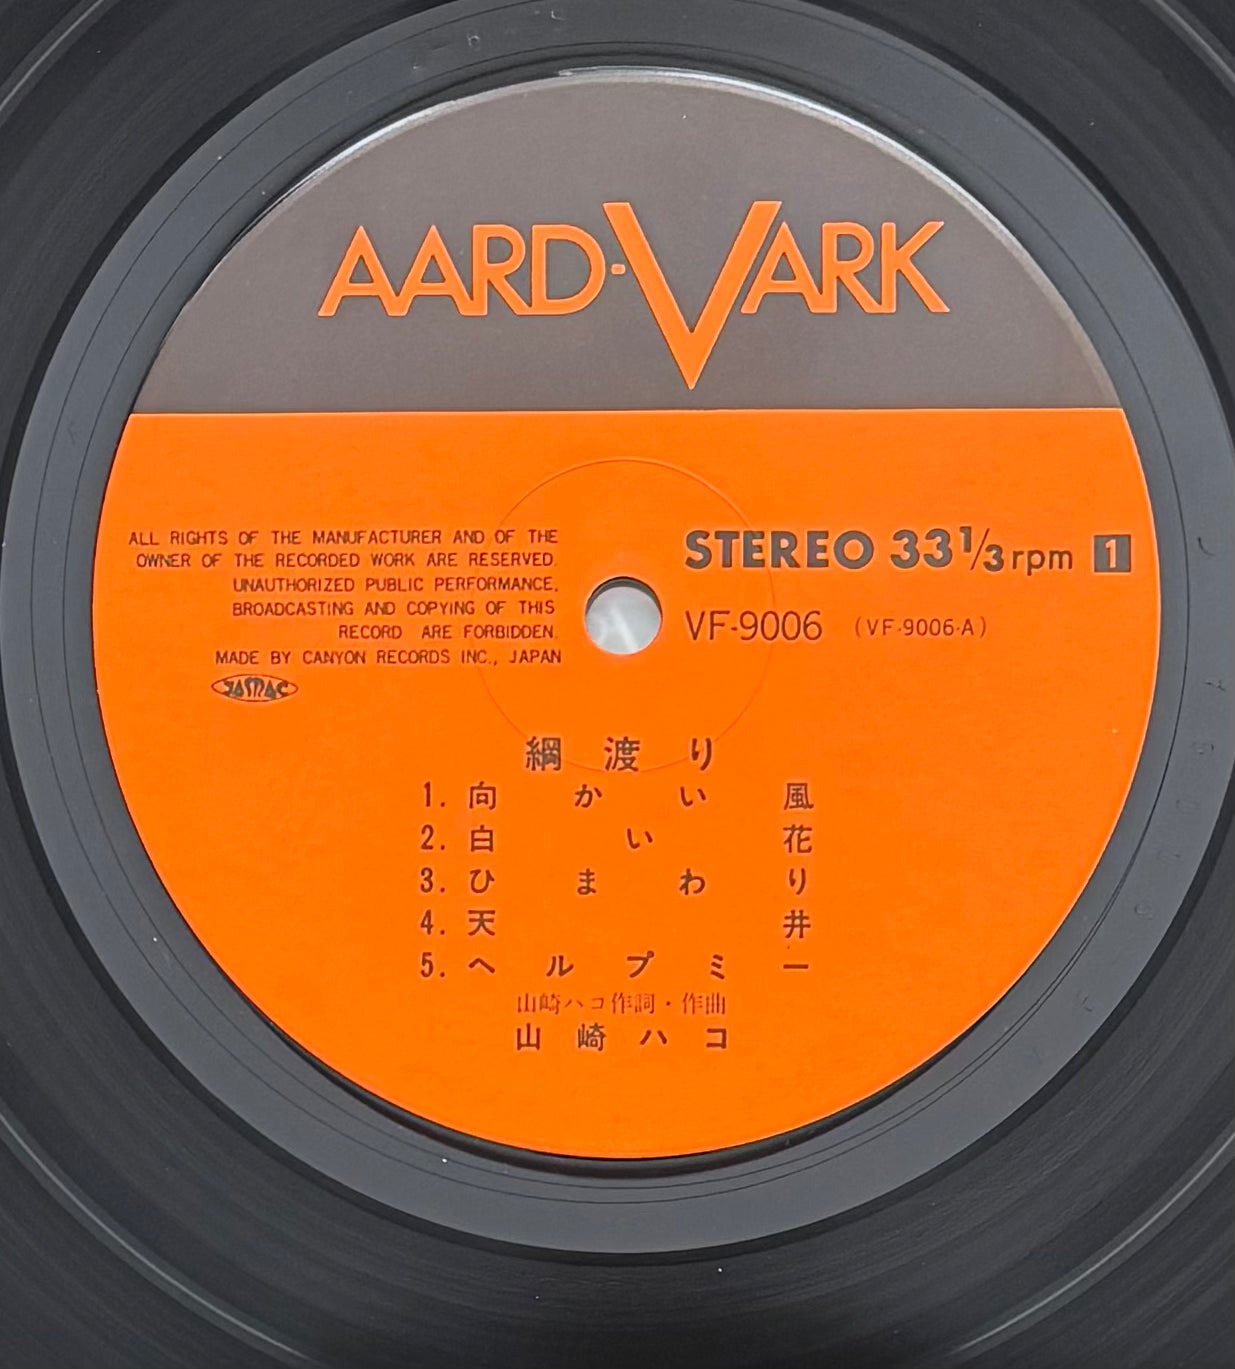 AARD·VARK
ALL RIGHTS OF THE MANUFACTURER AND OF THE
OWNER OF THE RECORDED WORK ARE RESERVED.
UNAUTHORIZED PUBLIC PERFORMANCE,
BROADCASTING AND COPYING OF THIS
RECORD ARE FORBIDDEN.
MADE BY CANYON RECORDS INC., JAPAN
JASRAC
STEREO 33 1/3 rpm 1
VF-9006 (VF-9006-A)
綱渡り
1. 向かい風
2. 白い花
3. ひまわり
4. 天井
5. ヘルプミー
山崎ハコ作詞・作曲
山崎ハコ